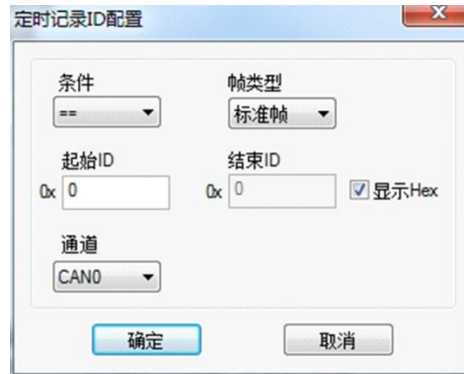 定时记录ID配置
条件 帧类型
== 标准帧
起始ID 结束ID
0x 0 0x 0 显示Hex
通道
CAN0
确定 取消